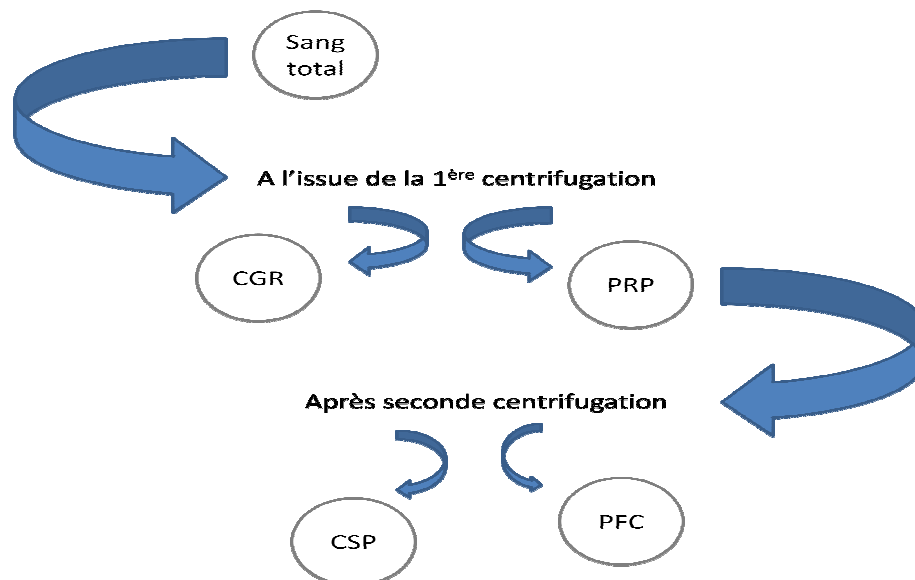 Sang
total
A l'issue de la 1ère centrifugation
CGR
PRP
Après seconde centrifugation
CSP
PFC